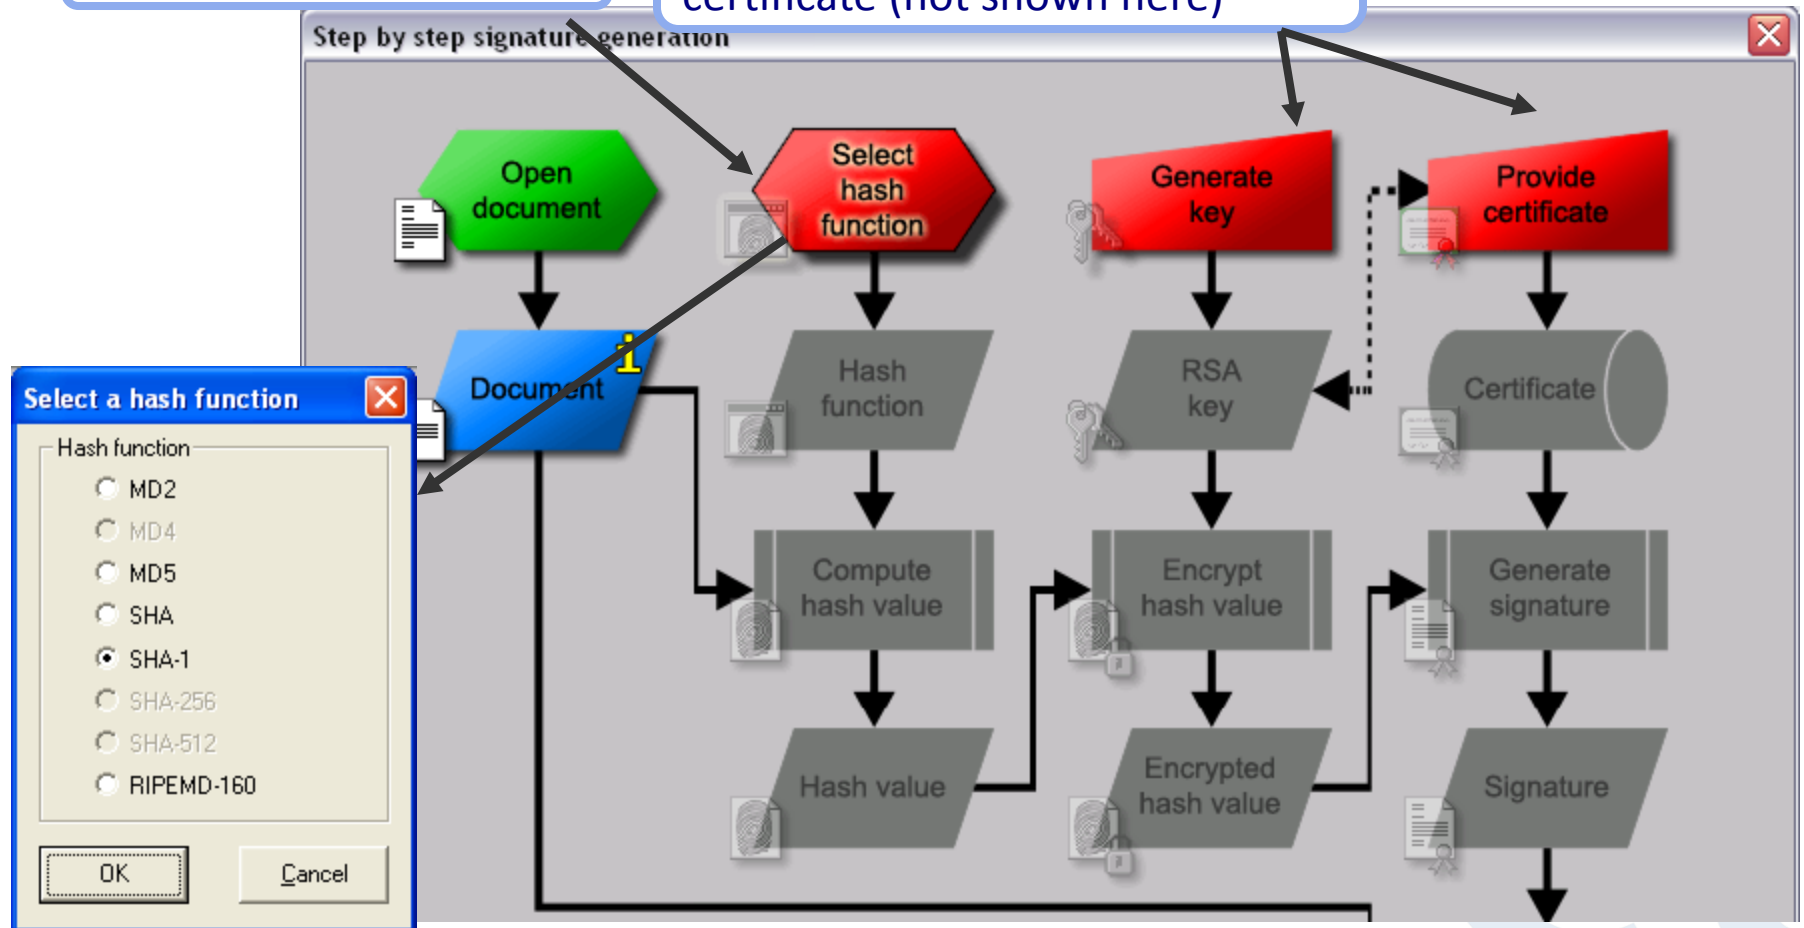 certificate (not shown here)
Step by step signature generation
Open
document
Select
hash
function
Generate
key
Provide
certificate
Document
i
Hash
function
RSA
key
Certificate
Compute
hash value
Encrypt
hash value
Generate
signature
Hash value
Encrypted
hash value
Signature
Select a hash function
Hash function
MD2
MD4
MD5
SHA
SHA-1
SHA-256
SHA-512
RIPEMD-160
OK
Cancel